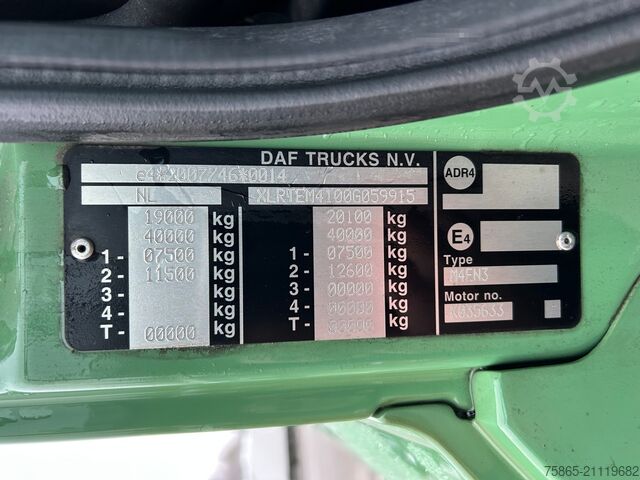 DAF TRUCKS N.V.
e4*2007/46*0014
NL XLRTEM4100G059915
19000 kg 20100 kg
40000 kg 40000 kg
1 - 07500 kg 1 - 07500 kg
2 - 11500 kg 2 - 12600 kg
3 - kg 3 - 00000 kg
4 - kg 4 - 00000 kg
T - 00000 kg T - 00000 kg
ADR4
E4
Type
M4EN3
Motor no.
K035633
75865-21119682